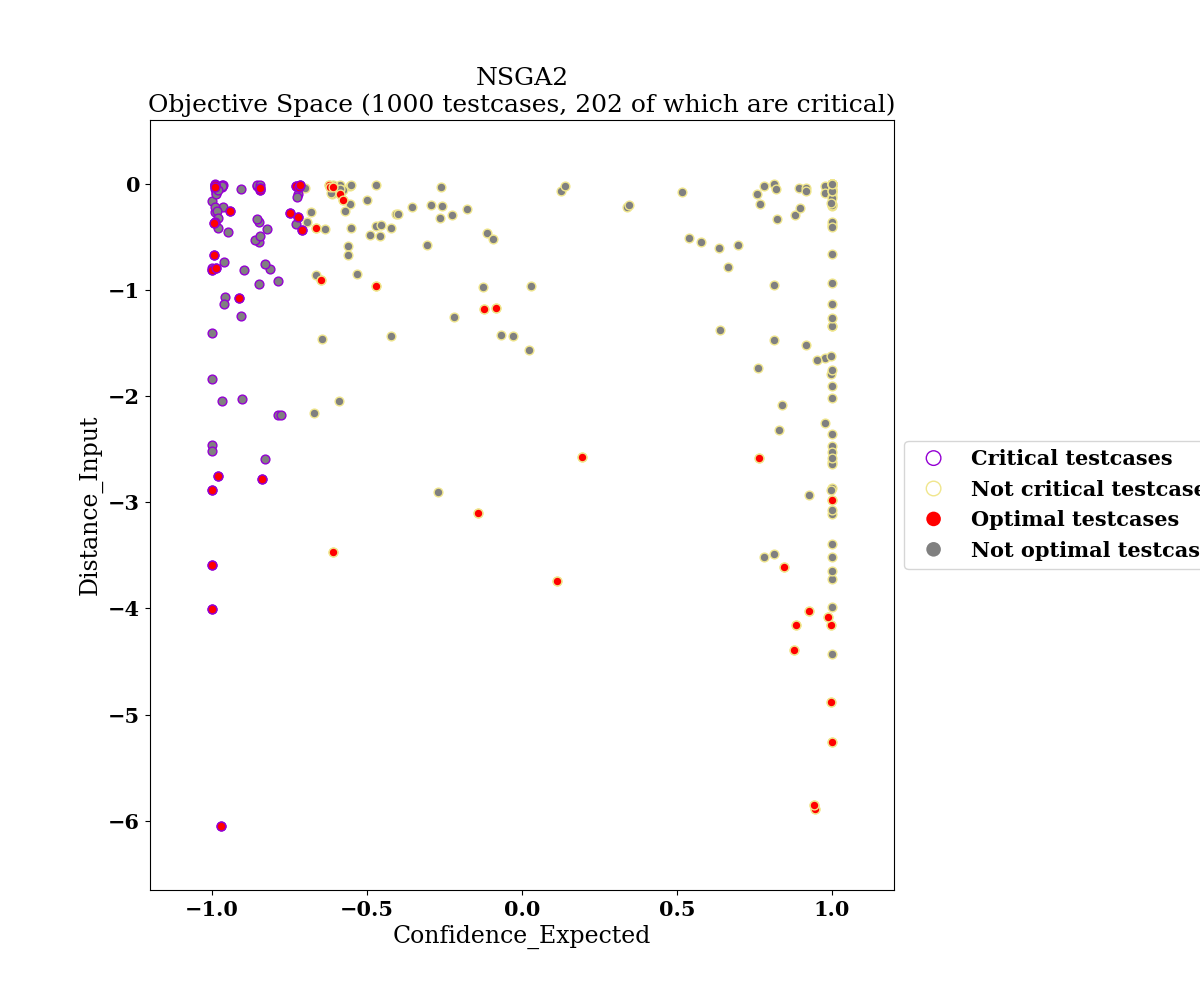 NSGA2
Objective Space (1000 testcases, 202 of which are critical)
0
−1
−2
−3
−4
−5
−6
Distance_Input
−1.0 −0.5 0.0 0.5 1.0
Confidence_Expected
Critical testcases
Not critical testcase
Optimal testcases
Not optimal testcas